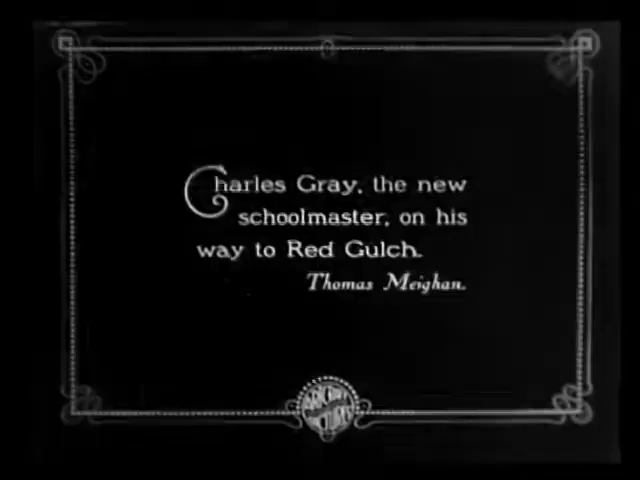 Charles Gray, the new
schoolmaster, on his
way to Red Gulch.
Thomas Meighan.